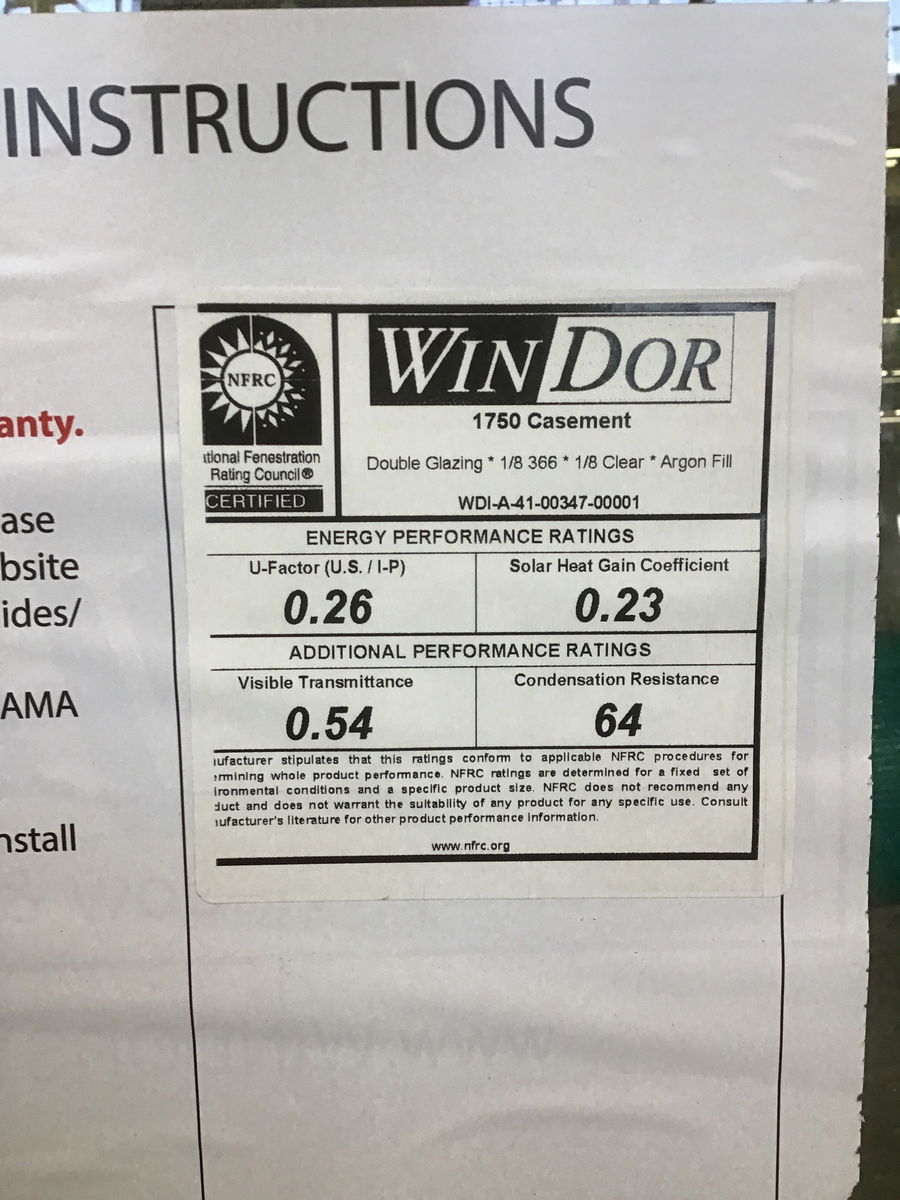 INSTRUCTIONS
anty.
ase
bsite
ides/
AMA
nstall
NFRC
ational Fenestration
Rating Council®
CERTIFIED
WINDOR
1750 Casement
Double Glazing * 1/8 366 * 1/8 Clear * Argon Fill
WDI-A-41-00347-00001
ENERGY PERFORMANCE RATINGS
U-Factor (U.S. / I-P)
Solar Heat Gain Coefficient
0.26
0.23
ADDITIONAL PERFORMANCE RATINGS
Visible Transmittance
Condensation Resistance
0.54
64
ufacturer stipulates that this ratings conform to applicable NFRC procedures for
ermining whole product performance. NFRC ratings are determined for a fixed set of
ironmental conditions and a specific product size. NFRC does not recommend any
duct and does not warrant the suitability of any product for any specific use. Consult
ufacturer's literature for other product performance information.
www.nfrc.org